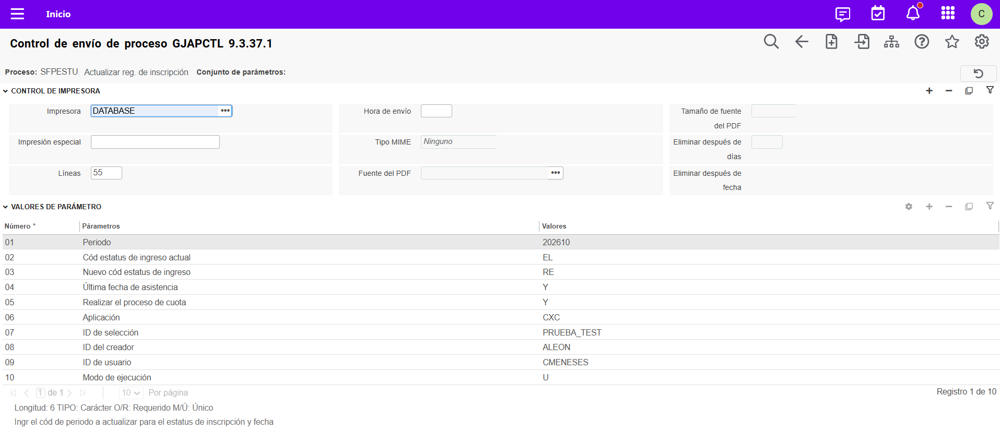 Inicio
C
Control de envío de proceso GJAPCTL 9.3.37.1
Proceso: SFPESTU Actualizar reg. de inscripción Conjunto de parámetros:
CONTROL DE IMPRESORA
Impresora DATABASE Hora de envío Tamaño de fuente del PDF
Impresión especial Tipo MIME Ninguno Eliminar después de días
Líneas 55 Fuente del PDF Eliminar después de fecha
VALORES DE PARÁMETRO
Número * Párametros Valores
01 Periodo 202610
02 Cód estatus de ingreso actual EL
03 Nuevo cód estatus de ingreso RE
04 Última fecha de asistencia Y
05 Realizar el proceso de cuota Y
06 Aplicación CXC
07 ID de selección PRUEBA_TEST
08 ID del creador ALEON
09 ID de usuario CMENESES
10 Modo de ejecución U
1 de 1 10 Por página Registro 1 de 10
Longitud: 6 TIPO: Carácter O/R: Requerido M/Ú: Único
Ingr el cód de periodo a actualizar para el estatus de inscripción y fecha